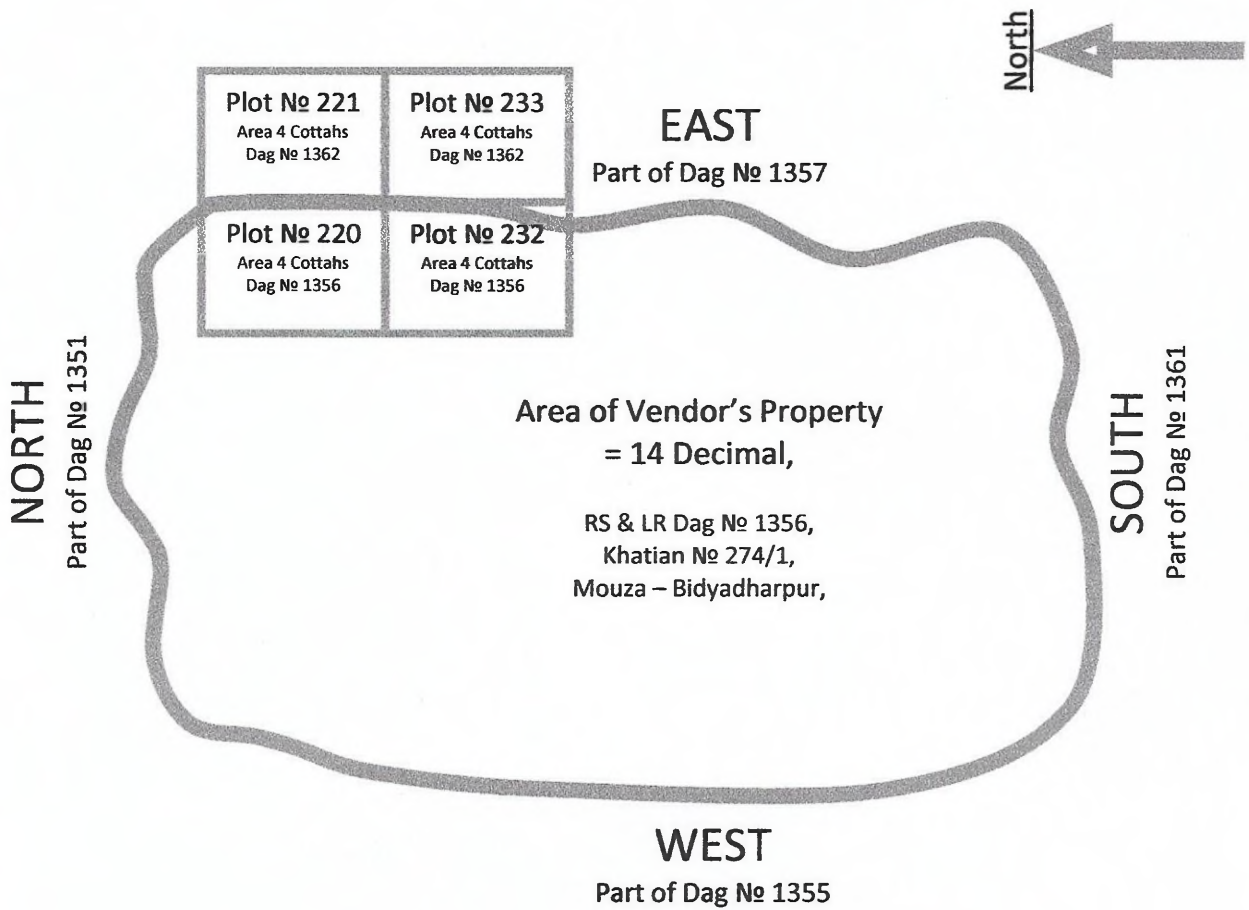 North
Plot № 221
Area 4 Cottahs
Dag № 1362
Plot № 233
Area 4 Cottahs
Dag № 1362
EAST
Part of Dag № 1357
Plot № 220
Area 4 Cottahs
Dag № 1356
Plot № 232
Area 4 Cottahs
Dag № 1356
NORTH
Part of Dag № 1351
Area of Vendor's Property
= 14 Decimal,
RS & LR Dag № 1356,
Khatian № 274/1,
Mouza – Bidyadharpur,
SOUTH
Part of Dag № 1361
WEST
Part of Dag № 1355